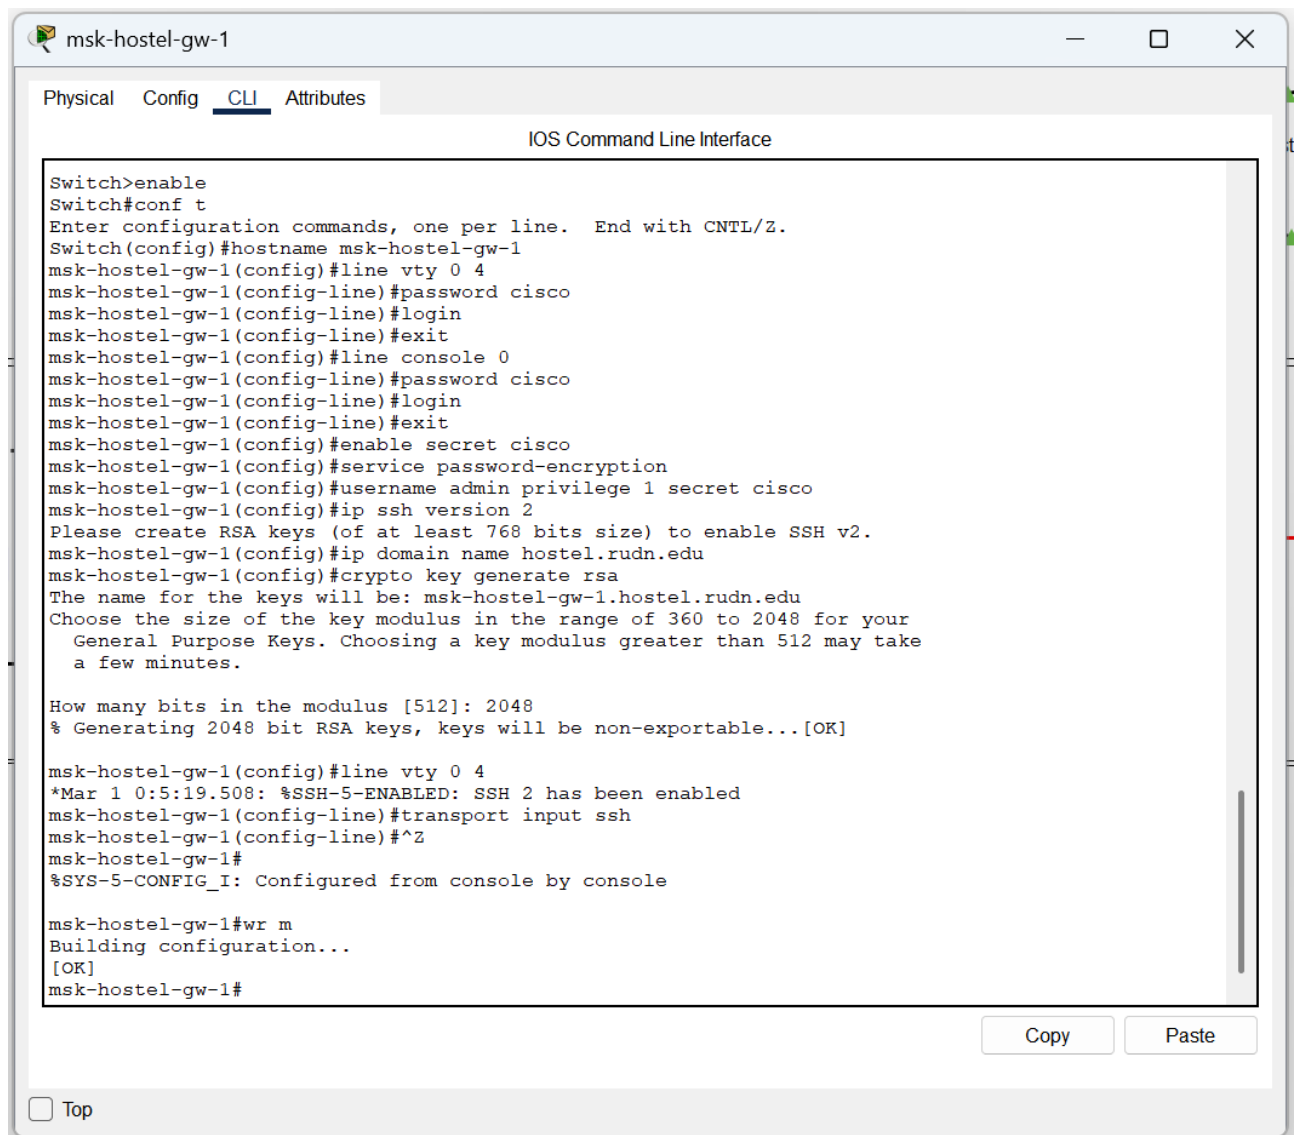 msk-hostel-gw-1
Physical Config CLI Attributes
IOS Command Line Interface
Switch>enable
Switch#conf t
Enter configuration commands, one per line.  End with CNTL/Z.
Switch(config)#hostname msk-hostel-gw-1
msk-hostel-gw-1(config)#line vty 0 4
msk-hostel-gw-1(config-line)#password cisco
msk-hostel-gw-1(config-line)#login
msk-hostel-gw-1(config-line)#exit
msk-hostel-gw-1(config)#line console 0
msk-hostel-gw-1(config-line)#password cisco
msk-hostel-gw-1(config-line)#login
msk-hostel-gw-1(config-line)#exit
msk-hostel-gw-1(config)#enable secret cisco
msk-hostel-gw-1(config)#service password-encryption
msk-hostel-gw-1(config)#username admin privilege 1 secret cisco
msk-hostel-gw-1(config)#ip ssh version 2
Please create RSA keys (of at least 768 bits size) to enable SSH v2.
msk-hostel-gw-1(config)#ip domain name hostel.rudn.edu
msk-hostel-gw-1(config)#crypto key generate rsa
The name for the keys will be: msk-hostel-gw-1.hostel.rudn.edu
Choose the size of the key modulus in the range of 360 to 2048 for your
  General Purpose Keys. Choosing a key modulus greater than 512 may take
  a few minutes.
How many bits in the modulus [512]: 2048
% Generating 2048 bit RSA keys, keys will be non-exportable...[OK]
msk-hostel-gw-1(config)#line vty 0 4
*Mar 1 0:5:19.508: %SSH-5-ENABLED: SSH 2 has been enabled
msk-hostel-gw-1(config-line)#transport input ssh
msk-hostel-gw-1(config-line)#^Z
msk-hostel-gw-1#
%SYS-5-CONFIG_I: Configured from console by console
msk-hostel-gw-1#wr m
Building configuration...
[OK]
msk-hostel-gw-1#
Copy Paste
Top